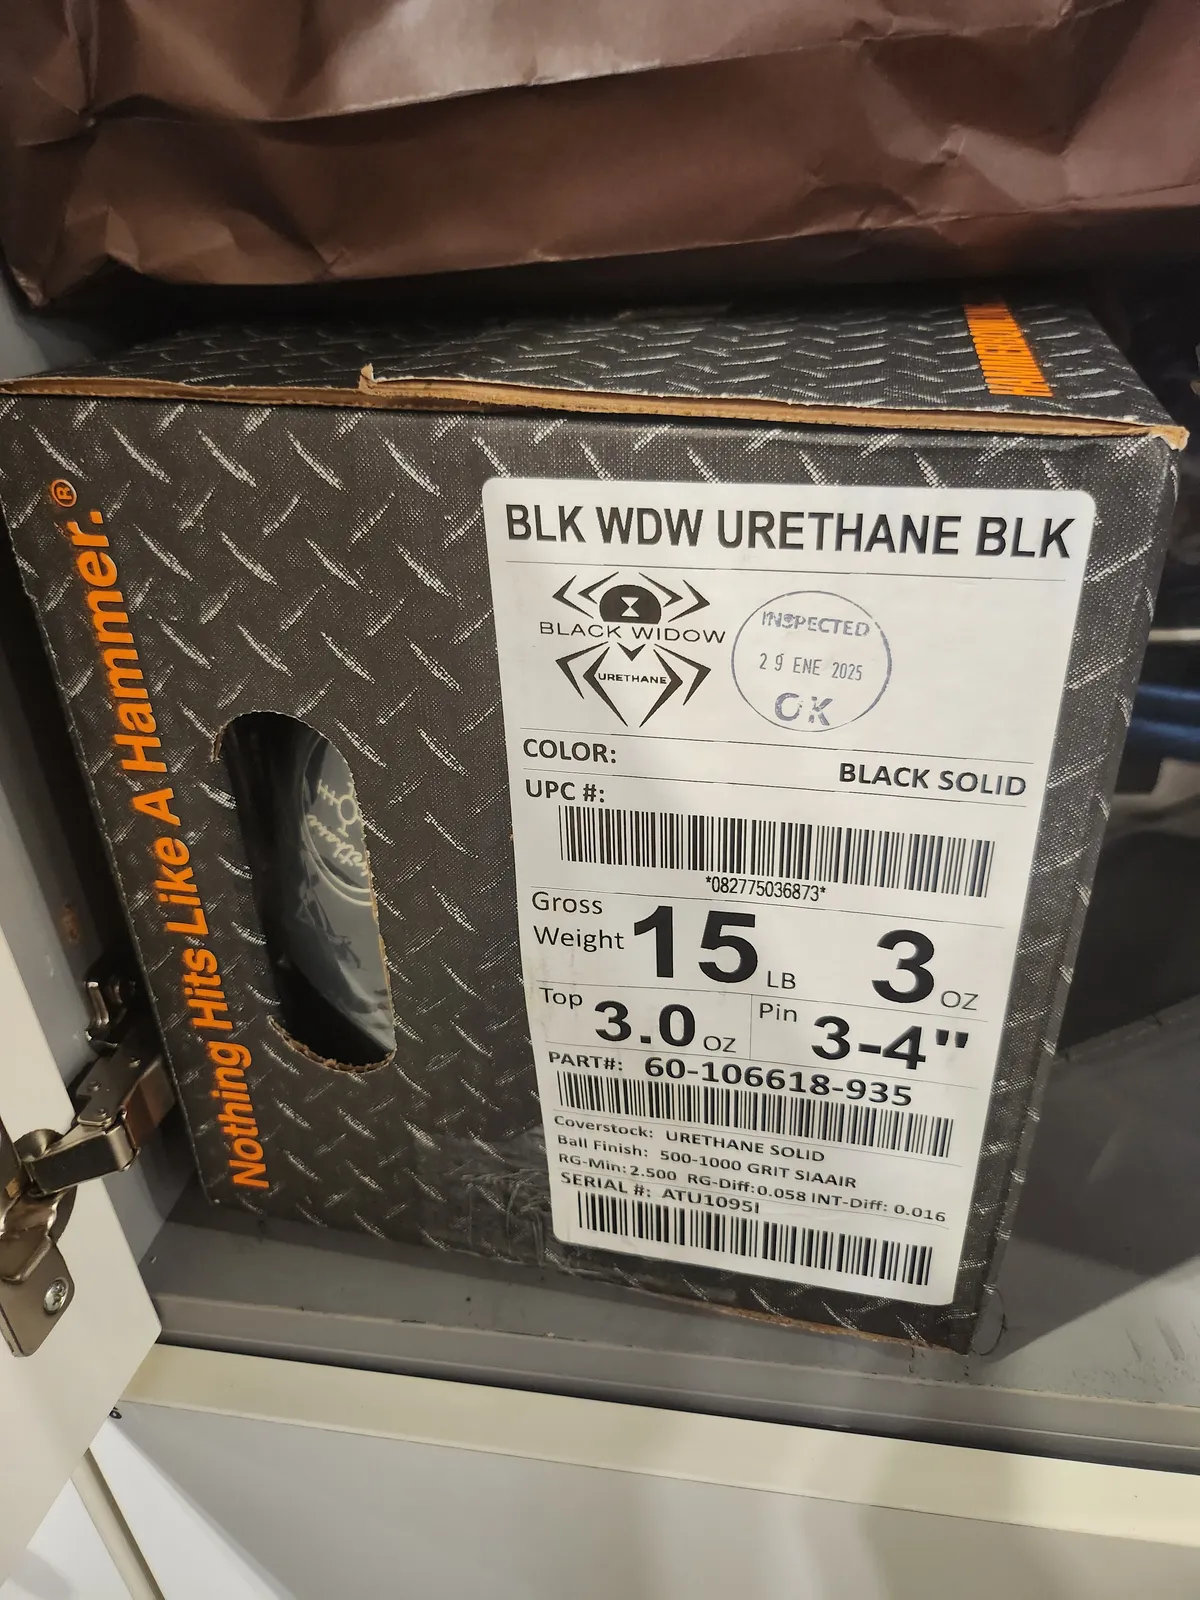 Nothing Hits Like A Hammer.®
BLK WDW URETHANE BLK
BLACK WIDOW
URETHANE
INSPECTED
29 ENE 2025
OK
COLOR:
BLACK SOLID
UPC #:
*082775036873*
Gross
Weight 15 LB 3 OZ
Top 3.0 OZ
Pin 3-4"
PART#: 60-106618-935
Coverstock: URETHANE SOLID
Ball Finish: 500-1000 GRIT SIAAIR
RG-Min: 2.500 RG-Diff: 0.058 INT-Diff: 0.016
SERIAL #: ATU1095I